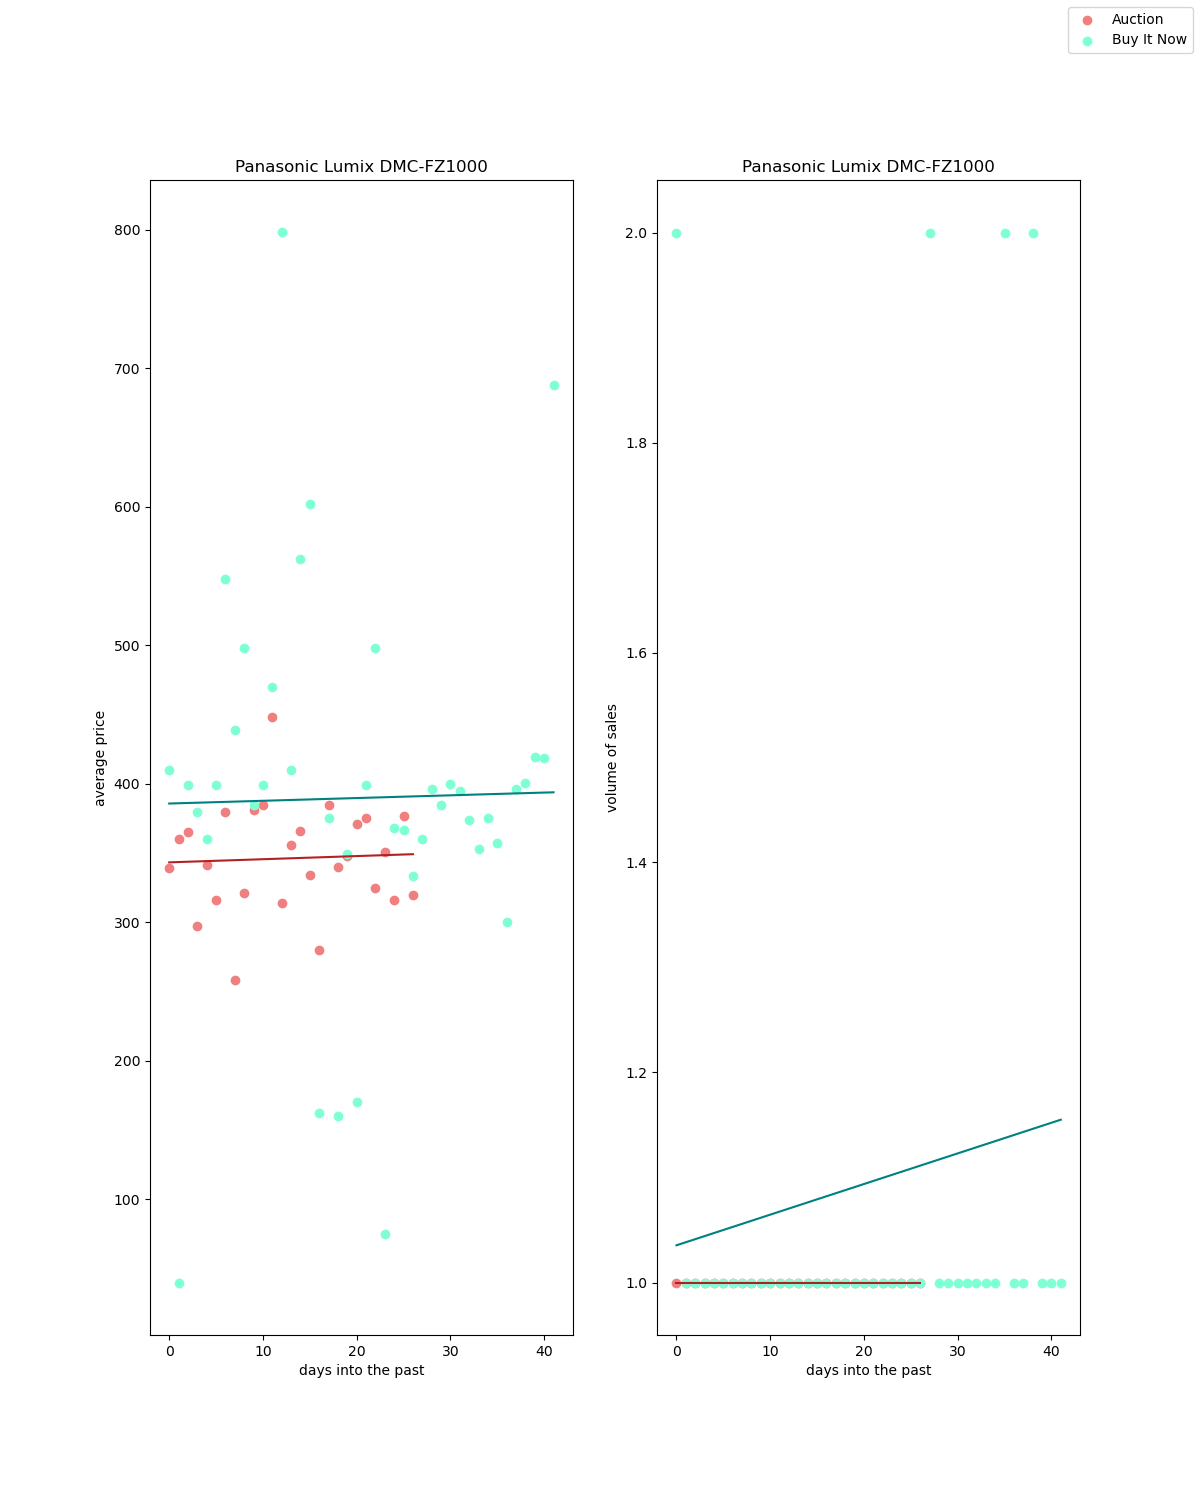 Auction
Buy It Now
Panasonic Lumix DMC-FZ1000
800
700
600
500
400
300
200
100
average price
0 10 20 30 40
days into the past
Panasonic Lumix DMC-FZ1000
2.0
1.8
1.6
1.4
1.2
1.0
volume of sales
0 10 20 30 40
days into the past